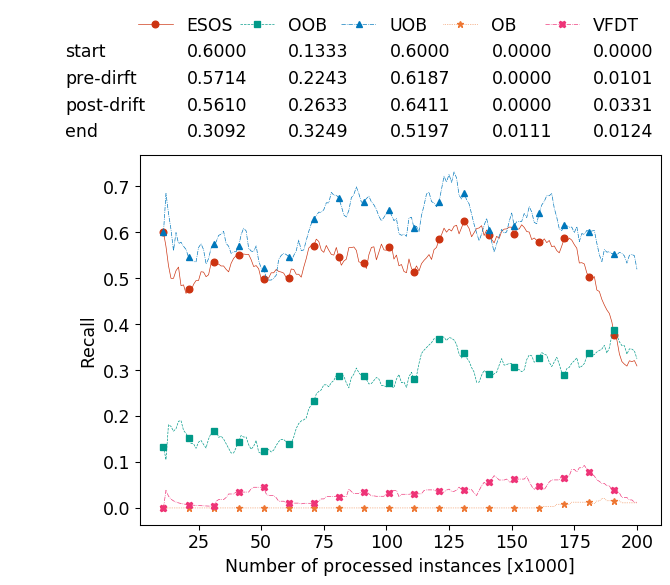 ESOS OOB UOB OB VFDT
start 0.6000 0.1333 0.6000 0.0000 0.0000
pre-dirft 0.5714 0.2243 0.6187 0.0000 0.0101
post-drift 0.5610 0.2633 0.6411 0.0000 0.0331
end 0.3092 0.3249 0.5197 0.0111 0.0124
0.7
0.6
0.5
0.4
0.3
0.2
0.1
0.0
Recall
25 50 75 100 125 150 175 200
Number of processed instances [x1000]